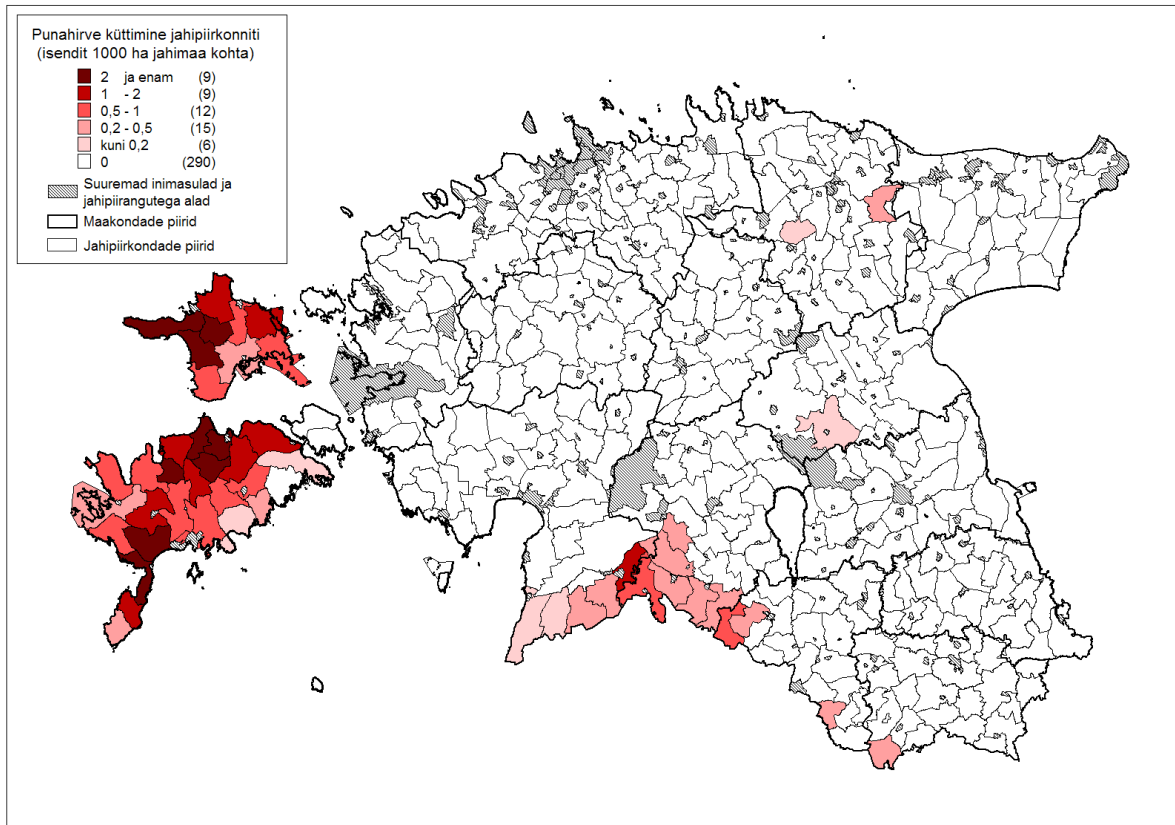 Punahirve küttimine jahipiirkonniti
(isendit 1000 ha jahimaa kohta)
2 ja enam (9)
1 - 2 (9)
0,5 - 1 (12)
0,2 - 0,5 (15)
kuni 0,2 (6)
0 (290)
Suuremad inimasulad ja
jahipiirangutega alad
Maakondade piirid
Jahipiirkondade piirid